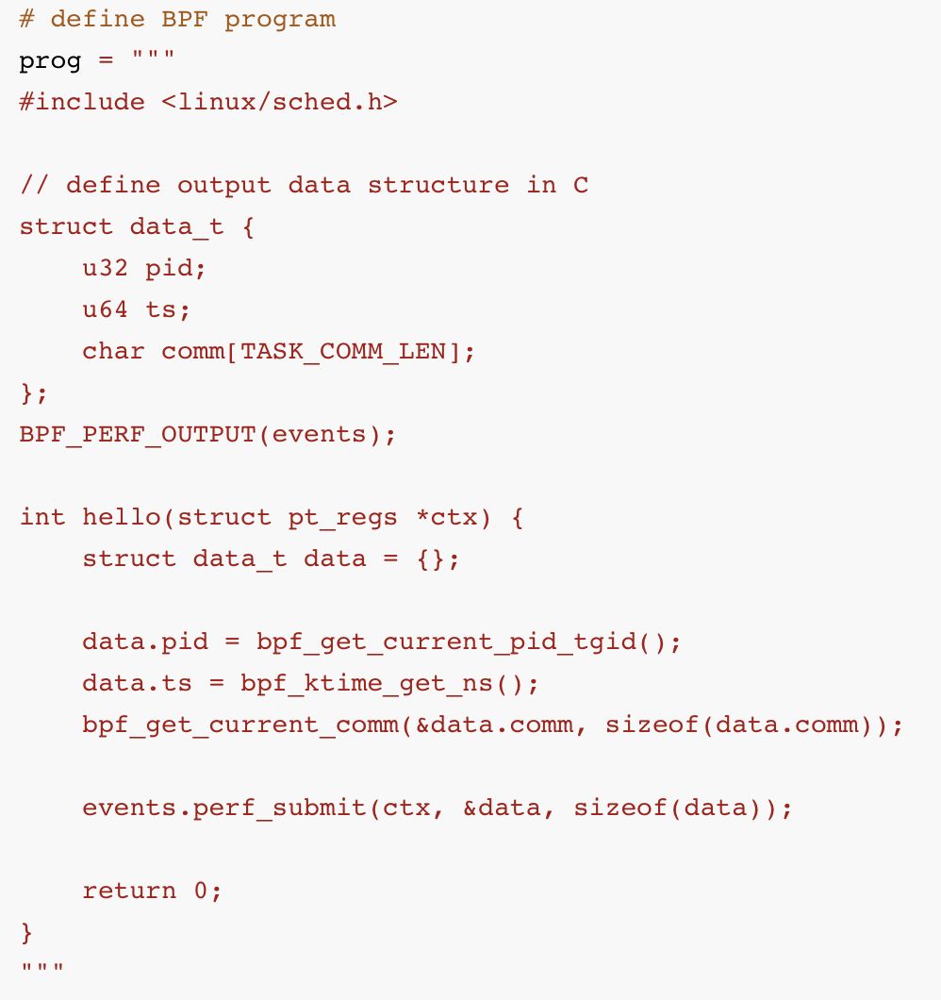 # define BPF program
prog = """
#include <linux/sched.h>

// define output data structure in C
struct data_t {
    u32 pid;
    u64 ts;
    char comm[TASK_COMM_LEN];
};
BPF_PERF_OUTPUT(events);

int hello(struct pt_regs *ctx) {
    struct data_t data = {};

    data.pid = bpf_get_current_pid_tgid();
    data.ts = bpf_ktime_get_ns();
    bpf_get_current_comm(&data.comm, sizeof(data.comm));

    events.perf_submit(ctx, &data, sizeof(data));

    return 0;
}
"""